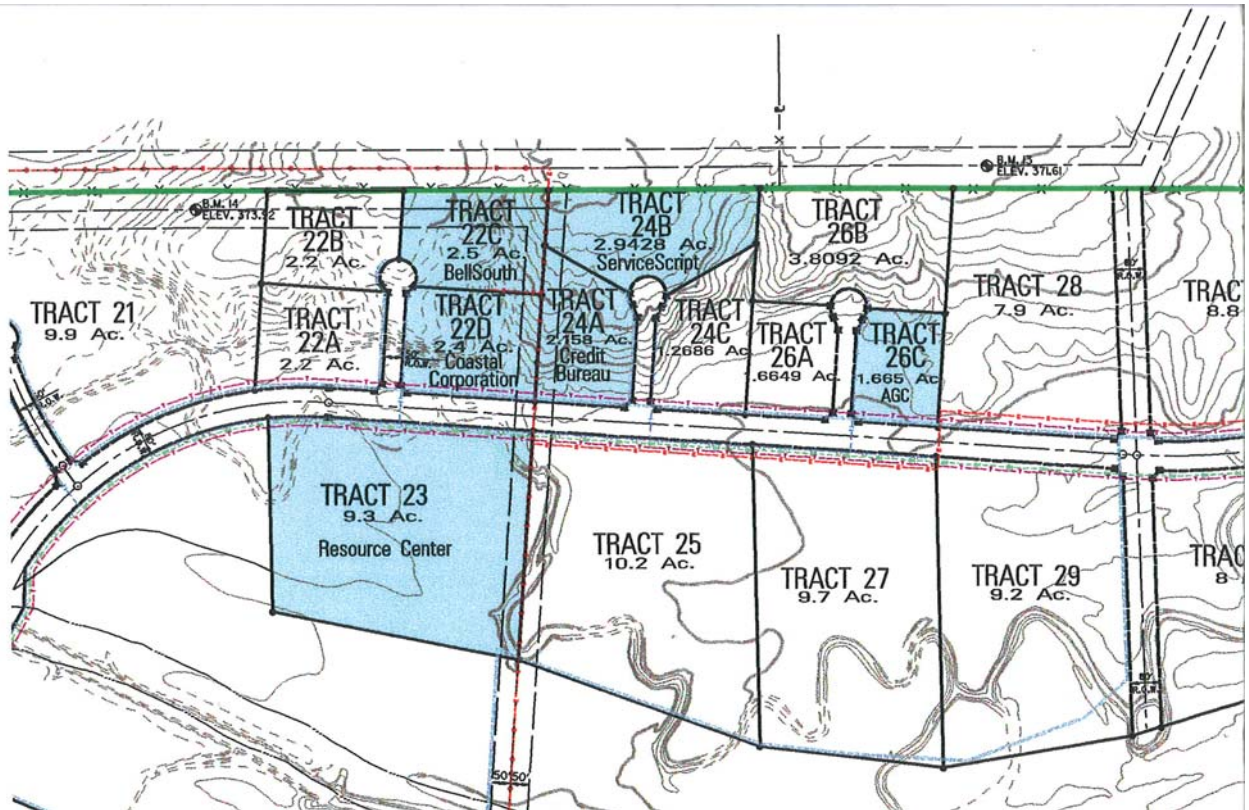 B.M. 13
ELEV. 371.61
B.M. 14
ELEV. 373.92
TRACT
22B
2.2 Ac.
TRACT
22C
2.5 Ac.
BellSouth
TRACT
24B
2.9428 Ac.
ServiceScript
TRACT
26B
3.8092 Ac.
TRACT 21
9.9 Ac.
TRACT
22A
2.2 Ac.
TRACT
22D
2.4 Ac.
Coastal
Corporation
TRACT
24A
2.158 Ac.
Credit
Bureau
TRACT
24C
1.2686 Ac
TRACT
26A
1.6649 Ac.
TRACT
26C
1.665 Ac
AGC
TRACT 28
7.9 Ac.
80'
R.O.W.
TRAC
8.8
TRACT 23
9.3 Ac.
Resource Center
TRACT 25
10.2 Ac.
TRACT 27
9.7 Ac.
TRACT 29
9.2 Ac.
TRAC
8
80'
R.O.W.
50' 50'